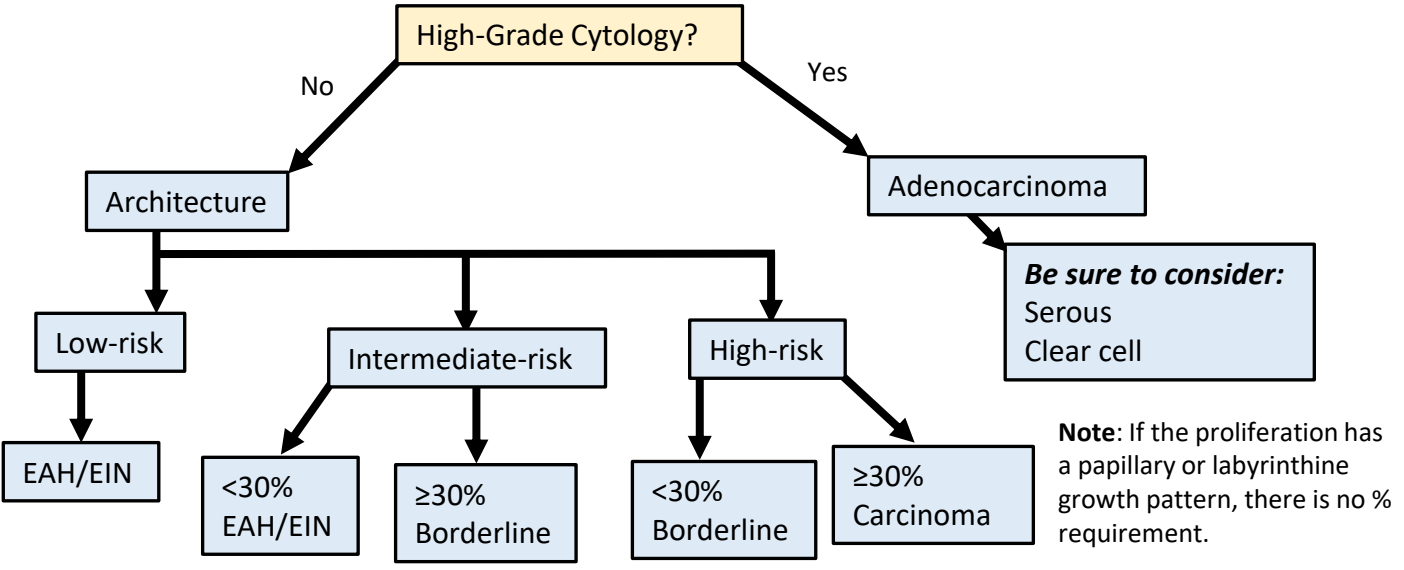 High-Grade Cytology?
No
Yes
Architecture
Adenocarcinoma
Be sure to consider:
Serous
Clear cell
Low-risk
Intermediate-risk
High-risk
EAH/EIN
<30%
EAH/EIN
≥30%
Borderline
<30%
Borderline
≥30%
Carcinoma
Note: If the proliferation has
a papillary or labyrinthine
growth pattern, there is no %
requirement.